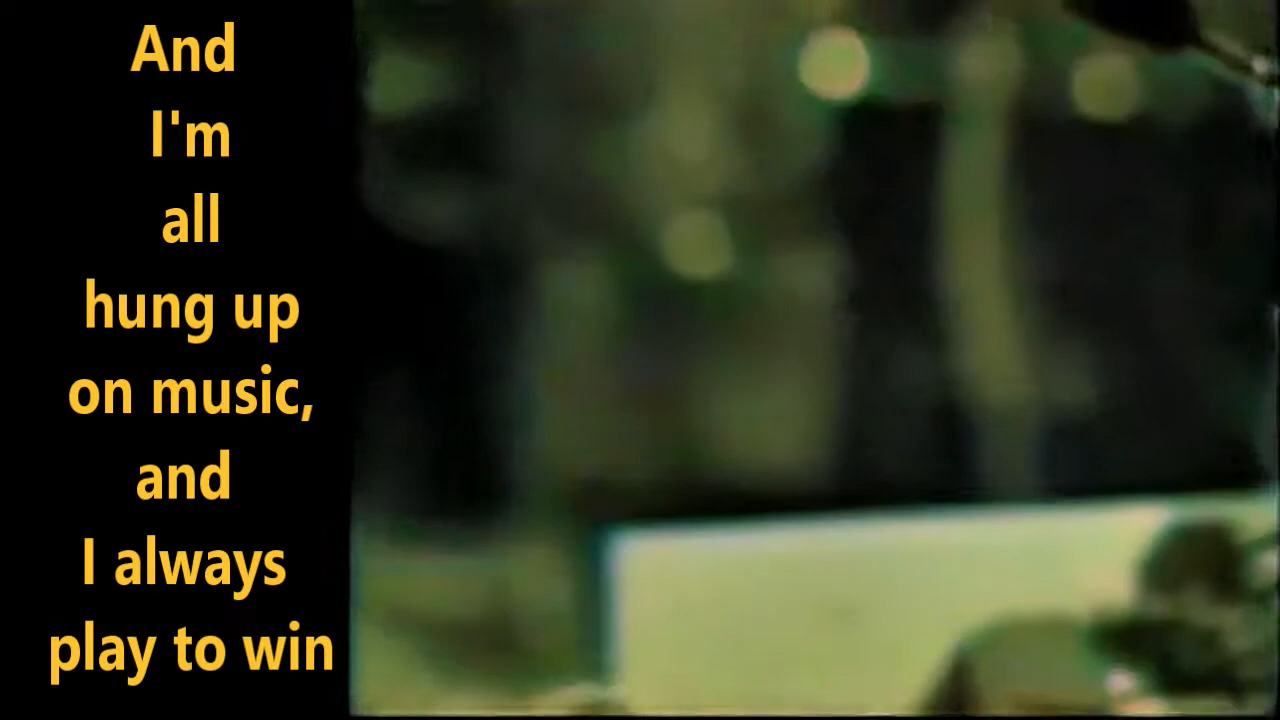 And
I'm
all
hung up
on music,
and
I always
play to win